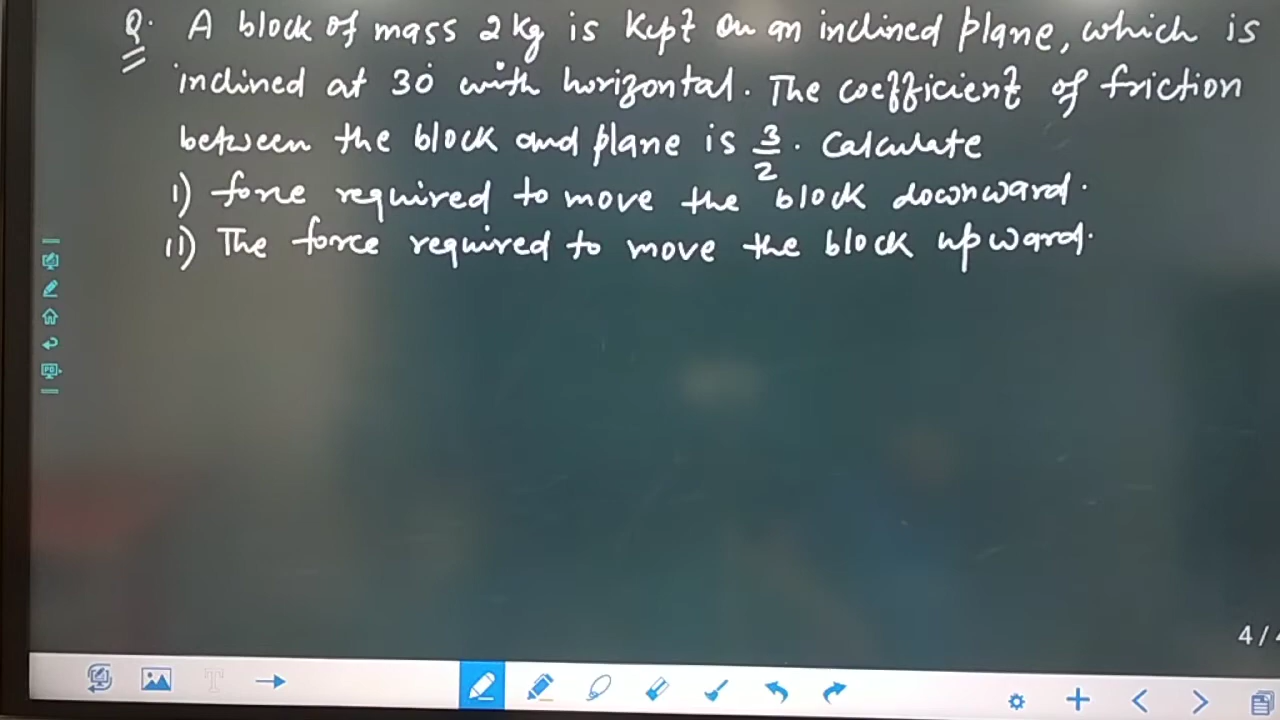 Q. A block of mass 2 kg is kept on an inclined plane, which is
inclined at 30° with horizontal. The coefficient of friction
between the block and plane is 3/2. Calculate
i) force required to move the block downward.
ii) The force required to move the block upward.
4/